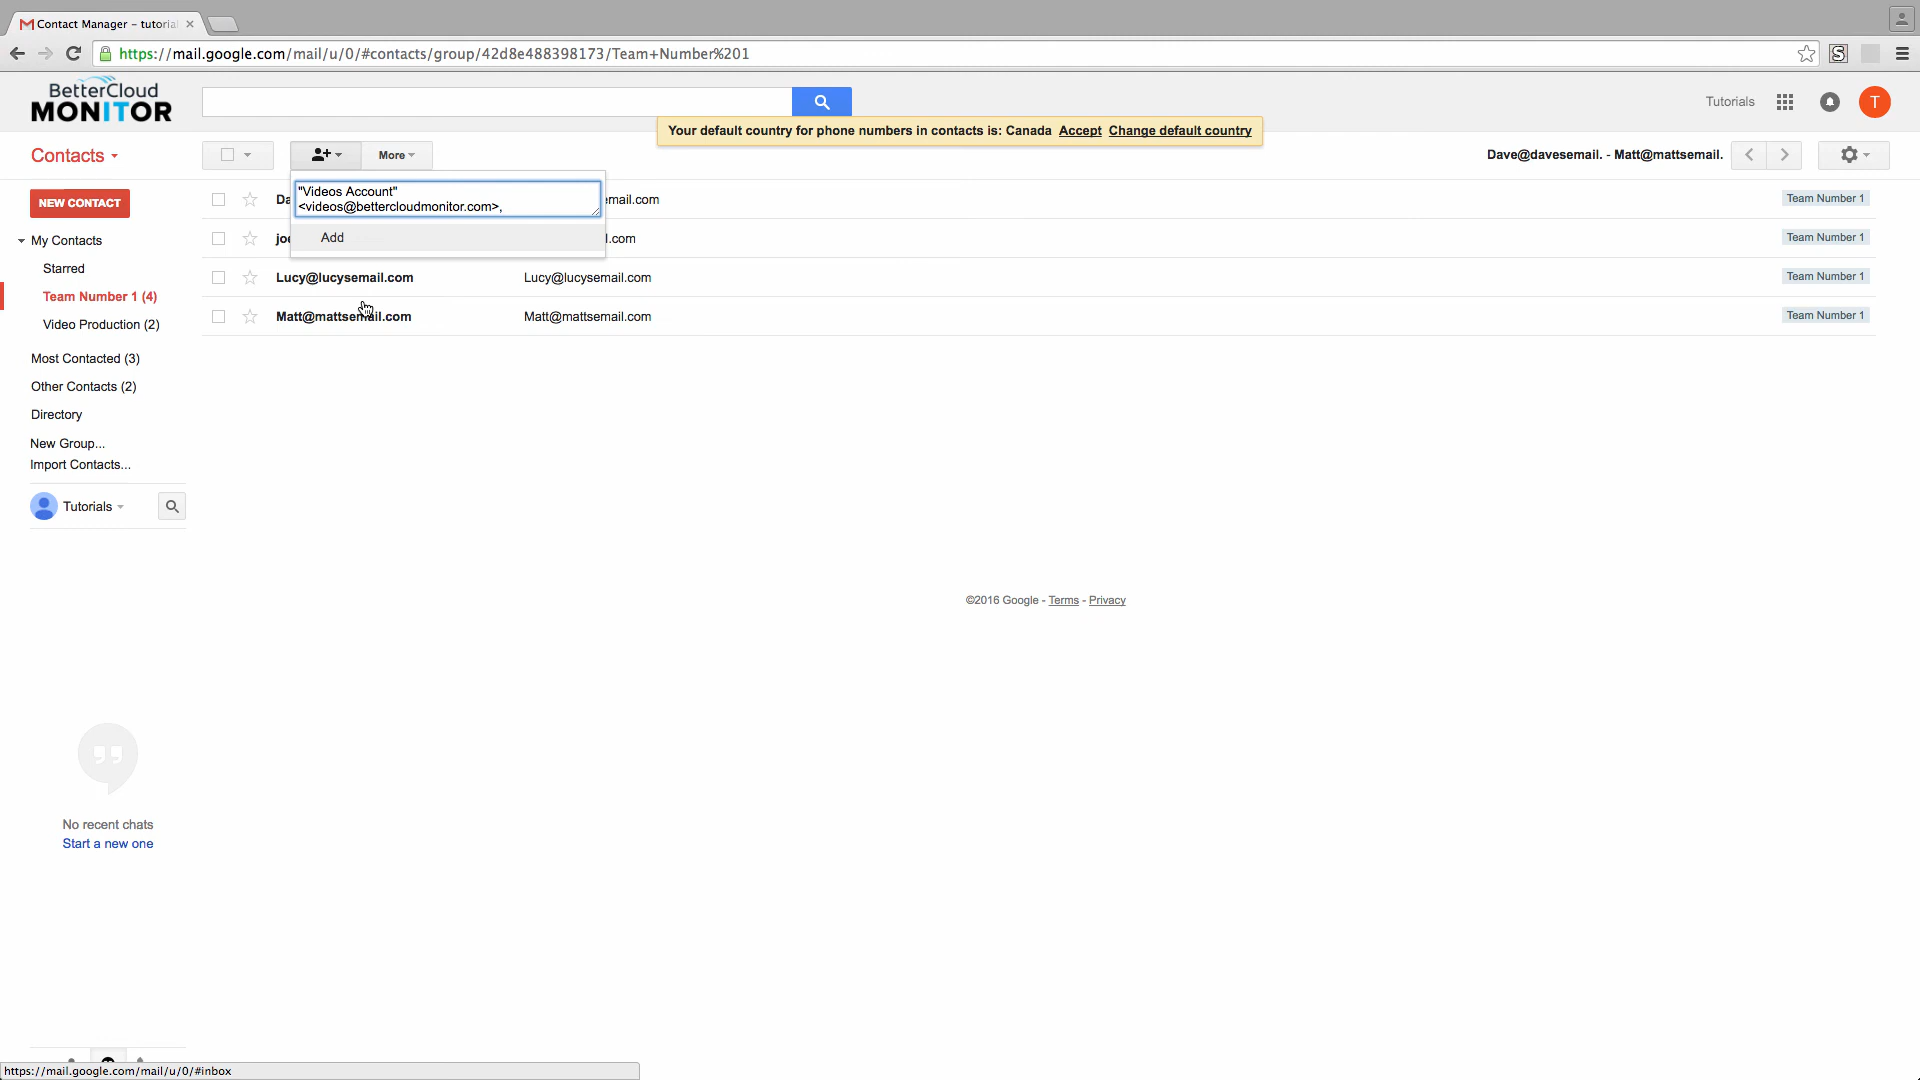 Contact Manager - tutoria
https://mail.google.com/mail/u/0/#contacts/group/42d8e488398173/Team+Number%201
BetterCloud
MONITOR
Tutorials
T
Your default country for phone numbers in contacts is: Canada Accept Change default country
Contacts
More
Dave@davesemail. - Matt@mattsemail.
NEW CONTACT
"Videos Account"
<videos@bettercloudmonitor.com>,
Add
Da
email.com
Team Number 1
joe
l.com
Team Number 1
Lucy@lucysemail.com
Lucy@lucysemail.com
Team Number 1
Matt@mattsemail.com
Matt@mattsemail.com
Team Number 1
My Contacts
Starred
Team Number 1 (4)
Video Production (2)
Most Contacted (3)
Other Contacts (2)
Directory
New Group...
Import Contacts...
Tutorials
©2016 Google - Terms - Privacy
No recent chats
Start a new one
https://mail.google.com/mail/u/0/#inbox